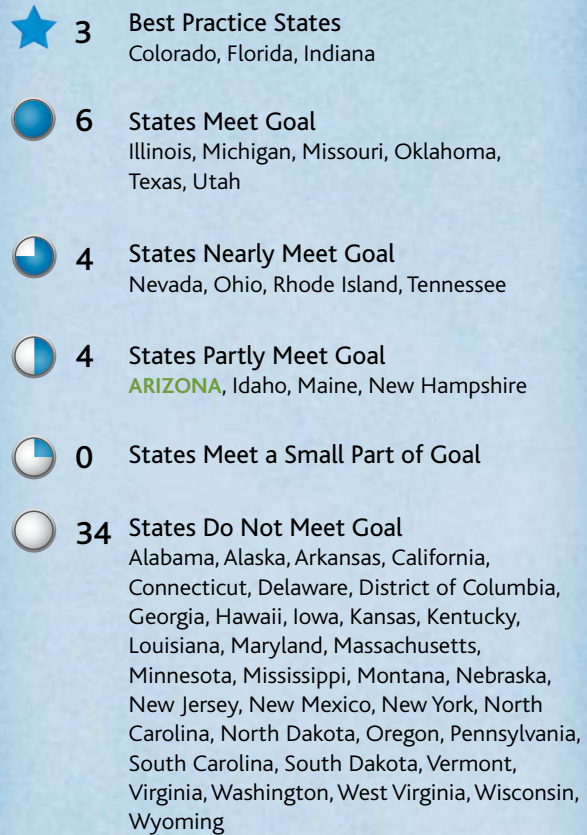 3 Best Practice States
Colorado, Florida, Indiana
6 States Meet Goal
Illinois, Michigan, Missouri, Oklahoma,
Texas, Utah
4 States Nearly Meet Goal
Nevada, Ohio, Rhode Island, Tennessee
4 States Partly Meet Goal
ARIZONA, Idaho, Maine, New Hampshire
0 States Meet a Small Part of Goal
34 States Do Not Meet Goal
Alabama, Alaska, Arkansas, California,
Connecticut, Delaware, District of Columbia,
Georgia, Hawaii, Iowa, Kansas, Kentucky,
Louisiana, Maryland, Massachusetts,
Minnesota, Mississippi, Montana, Nebraska,
New Jersey, New Mexico, New York, North
Carolina, North Dakota, Oregon, Pennsylvania,
South Carolina, South Dakota, Vermont,
Virginia, Washington, West Virginia, Wisconsin,
Wyoming